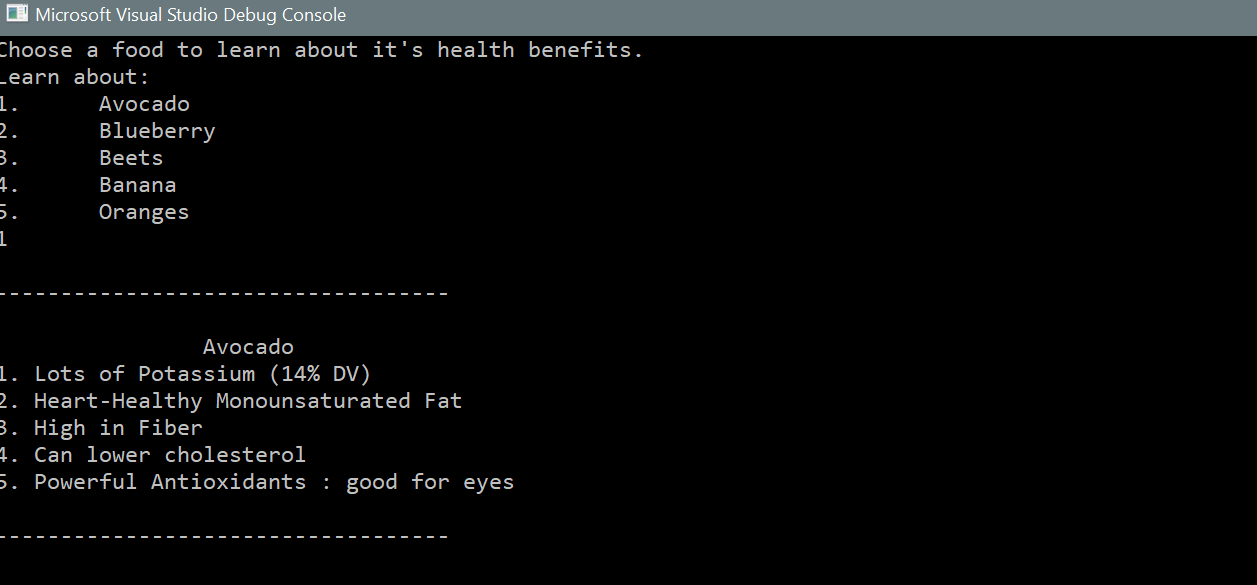 Microsoft Visual Studio Debug Console
Choose a food to learn about it's health benefits.
Learn about:
1.      Avocado
2.      Blueberry
3.      Beets
4.      Banana
5.      Oranges
1

-----------------------------------

                Avocado
1. Lots of Potassium (14% DV)
2. Heart-Healthy Monounsaturated Fat
3. High in Fiber
4. Can lower cholesterol
5. Powerful Antioxidants : good for eyes

-----------------------------------